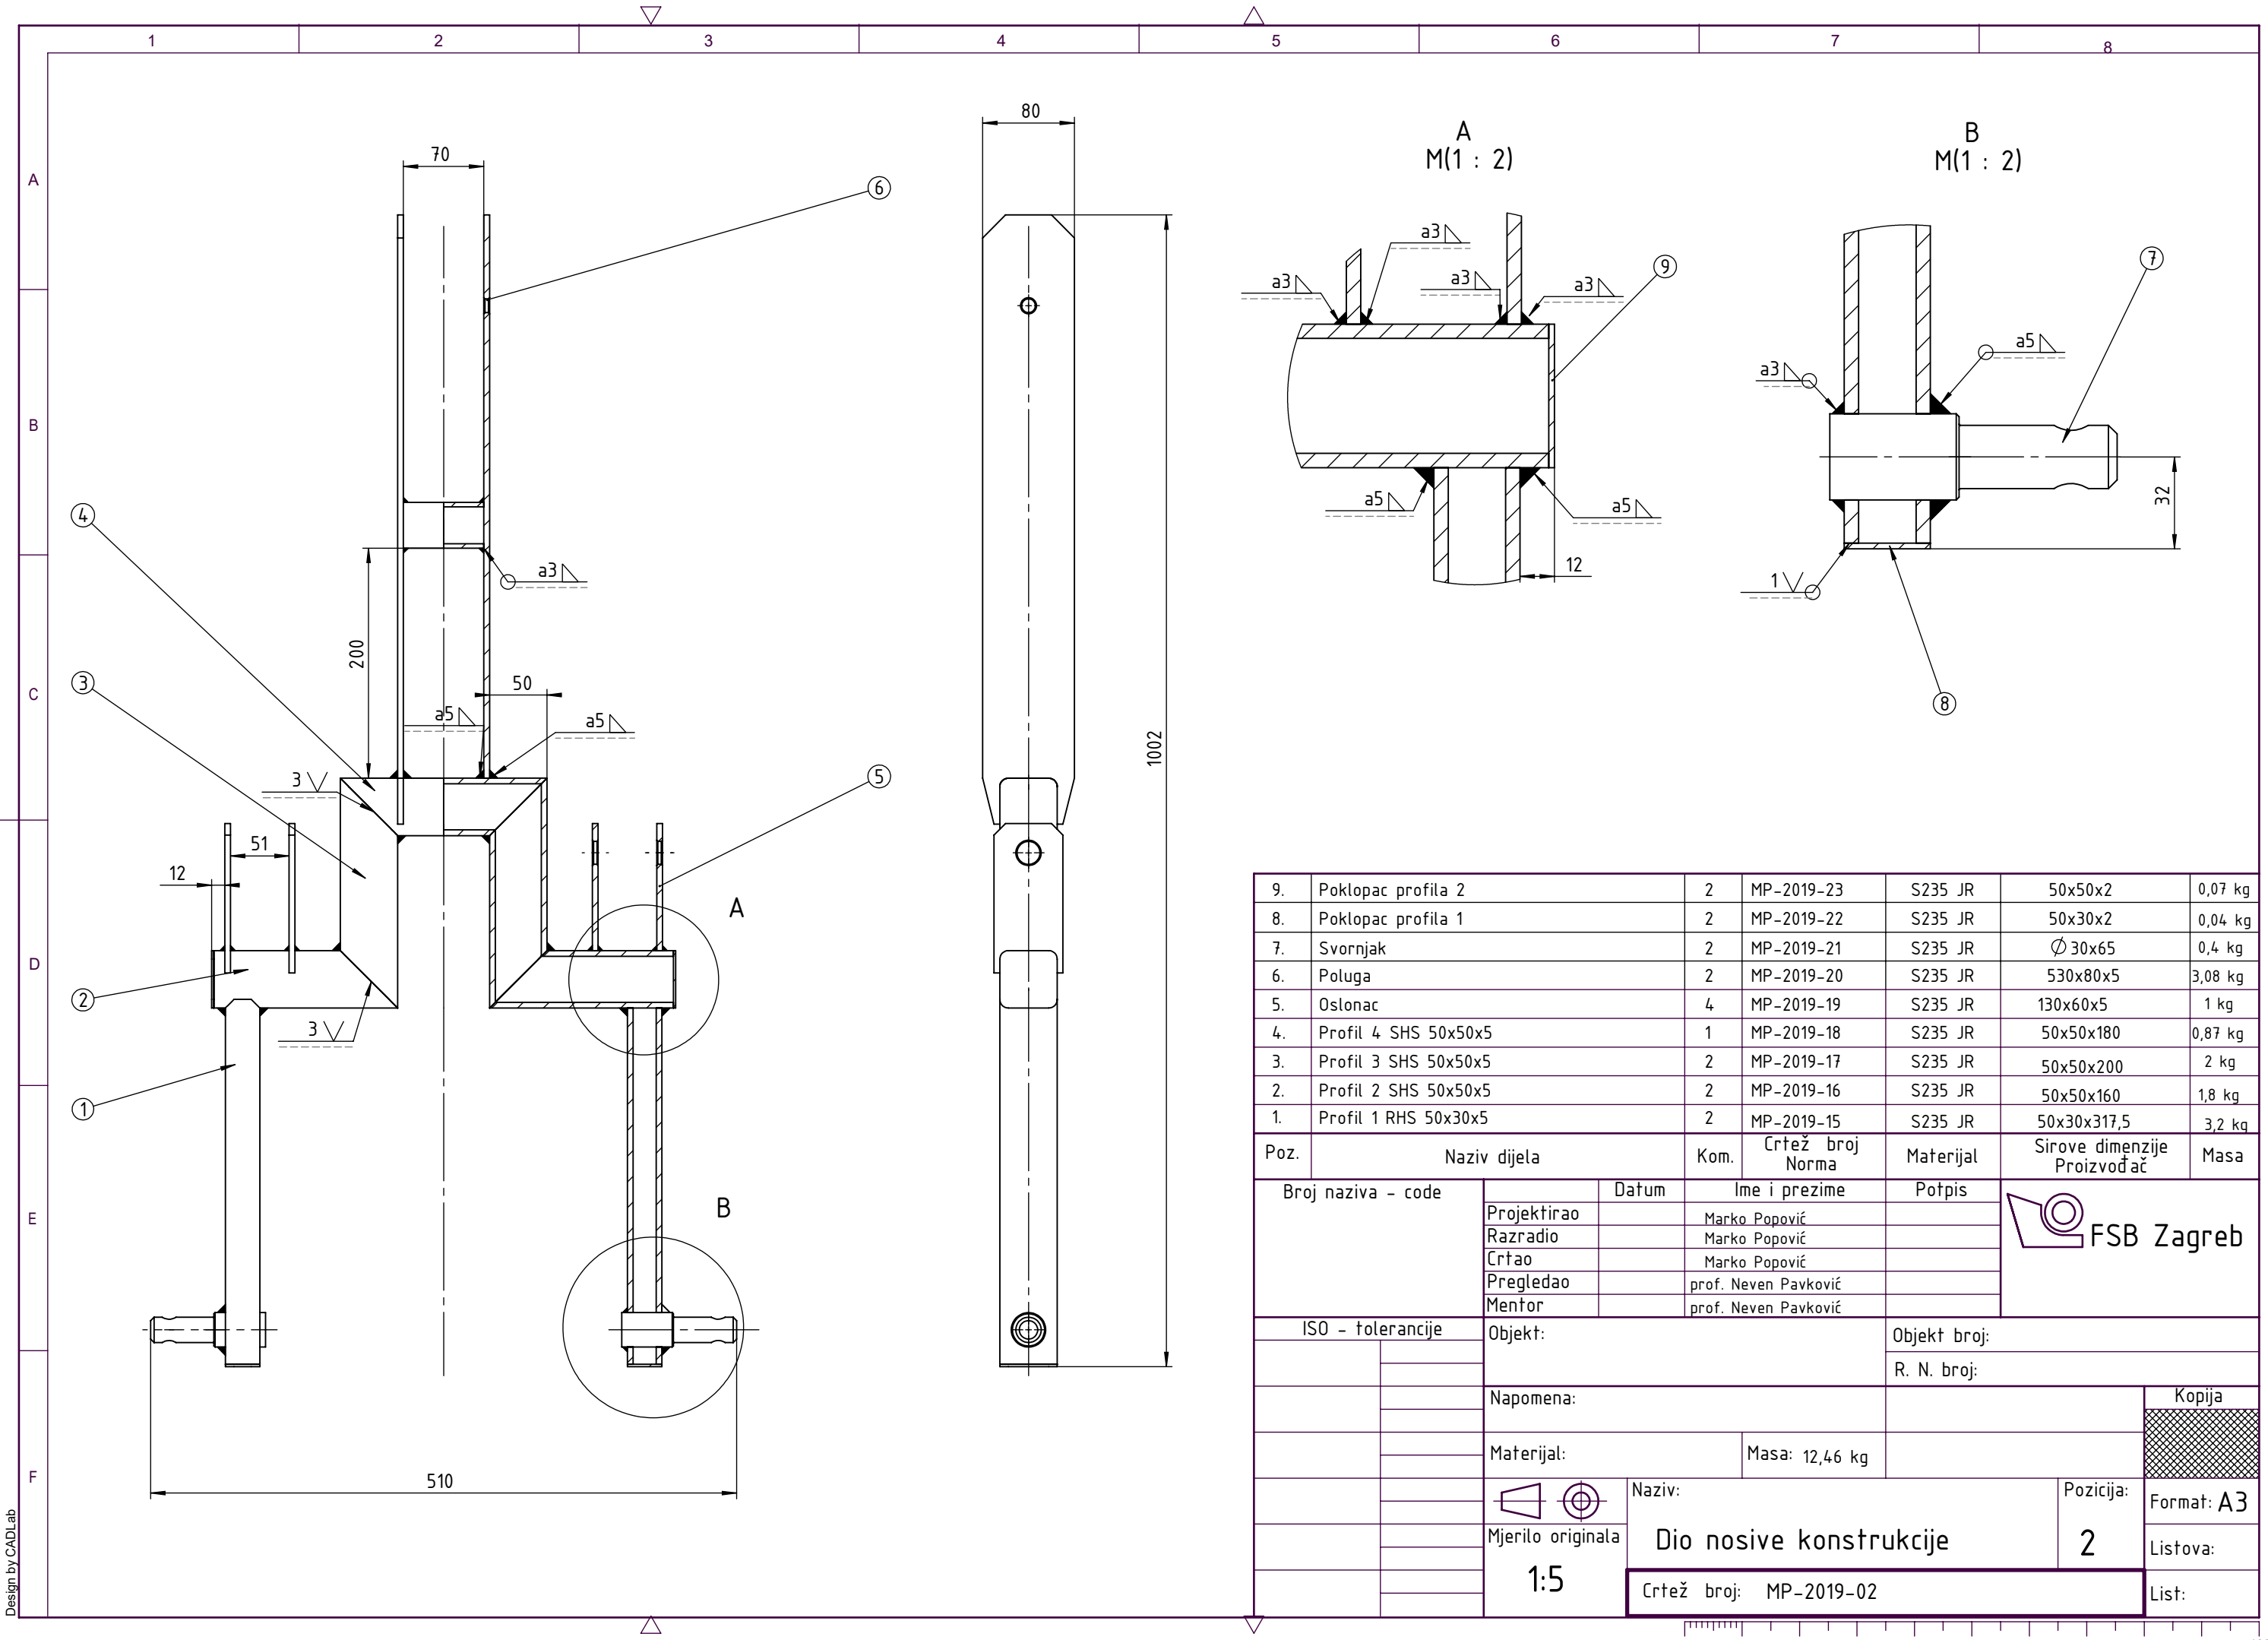 1 2 3 4 5 6 7 8
A
B
C
D
E
F
70
6
4
3
2
1
200
a3
50
a5
a5
3
3
51
12
5
A
B
510
80
1002
A
M(1 : 2)
a3
a3
a3
a3
9
a5
a5
12
B
M(1 : 2)
7
a3
a5
32
1
8
9. Poklopac profila 2 2 MP-2019-23 S235 JR 50x50x2 0,07 kg
8. Poklopac profila 1 2 MP-2019-22 S235 JR 50x30x2 0,04 kg
7. Svornjak 2 MP-2019-21 S235 JR ∅ 30x65 0,4 kg
6. Poluga 2 MP-2019-20 S235 JR 530x80x5 3,08 kg
5. Oslonac 4 MP-2019-19 S235 JR 130x60x5 1 kg
4. Profil 4 SHS 50x50x5 1 MP-2019-18 S235 JR 50x50x180 0,87 kg
3. Profil 3 SHS 50x50x5 2 MP-2019-17 S235 JR 50x50x200 2 kg
2. Profil 2 SHS 50x50x5 2 MP-2019-16 S235 JR 50x50x160 1,8 kg
1. Profil 1 RHS 50x30x5 2 MP-2019-15 S235 JR 50x30x317,5 3,2 kg
Poz. Naziv dijela Kom. Crtež broj Norma Materijal Sirove dimenzije Proizvođač Masa
Broj naziva - code
Datum Ime i prezime Potpis
Projektirao Marko Popović
Razradio Marko Popović
Crtao Marko Popović
Pregledao prof. Neven Pavković
Mentor prof. Neven Pavković
FSB Zagreb
ISO - tolerancije
Objekt:
Objekt broj:
R. N. broj:
Napomena:
Kopija
Materijal:
Masa: 12,46 kg
Naziv:
Dio nosive konstrukcije
Pozicija:
2
Format: A3
Mjerilo originala
1:5
Listova:
Crtež broj: MP-2019-02
List:
Design by CADLab